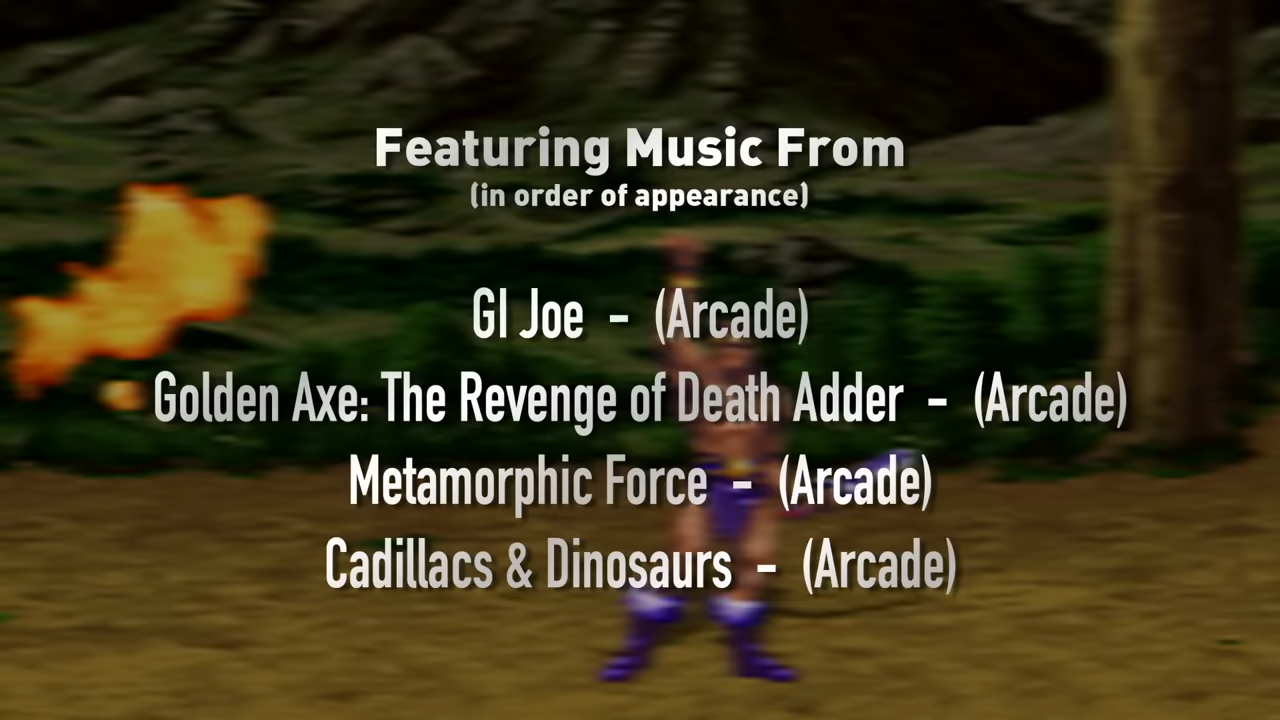 Featuring Music From
(in order of appearance)
GI Joe - (Arcade)
Golden Axe: The Revenge of Death Adder - (Arcade)
Metamorphic Force - (Arcade)
Cadillacs & Dinosaurs - (Arcade)